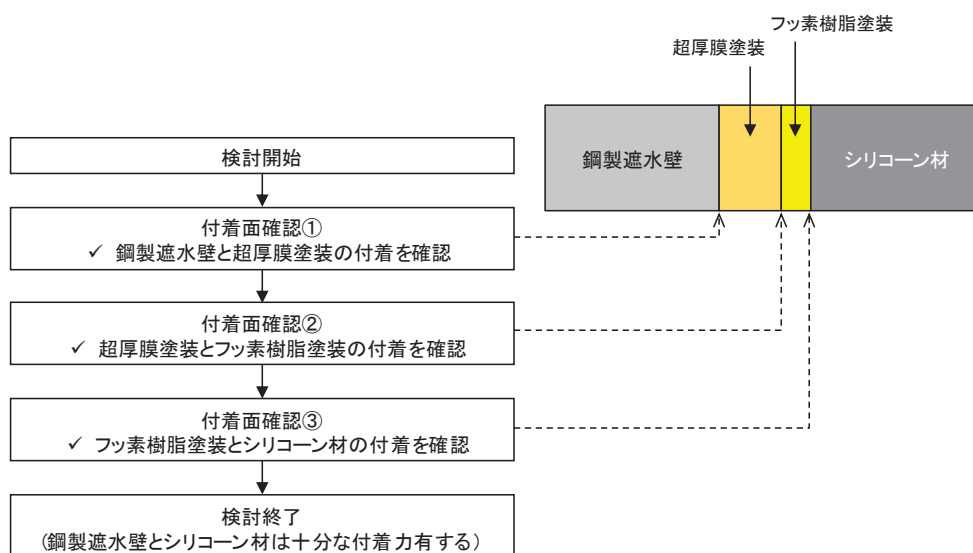 フッ素樹脂塗装
超厚膜塗装
鋼製遮水壁
シリコーン材
検討開始
付着面確認①
✓ 鋼製遮水壁と超厚膜塗装の付着を確認
付着面確認②
✓ 超厚膜塗装とフッ素樹脂塗装の付着を確認
付着面確認③
✓ フッ素樹脂塗装とシリコーン材の付着を確認
検討終了
(鋼製遮水壁とシリコーン材は十分な付着力有する)